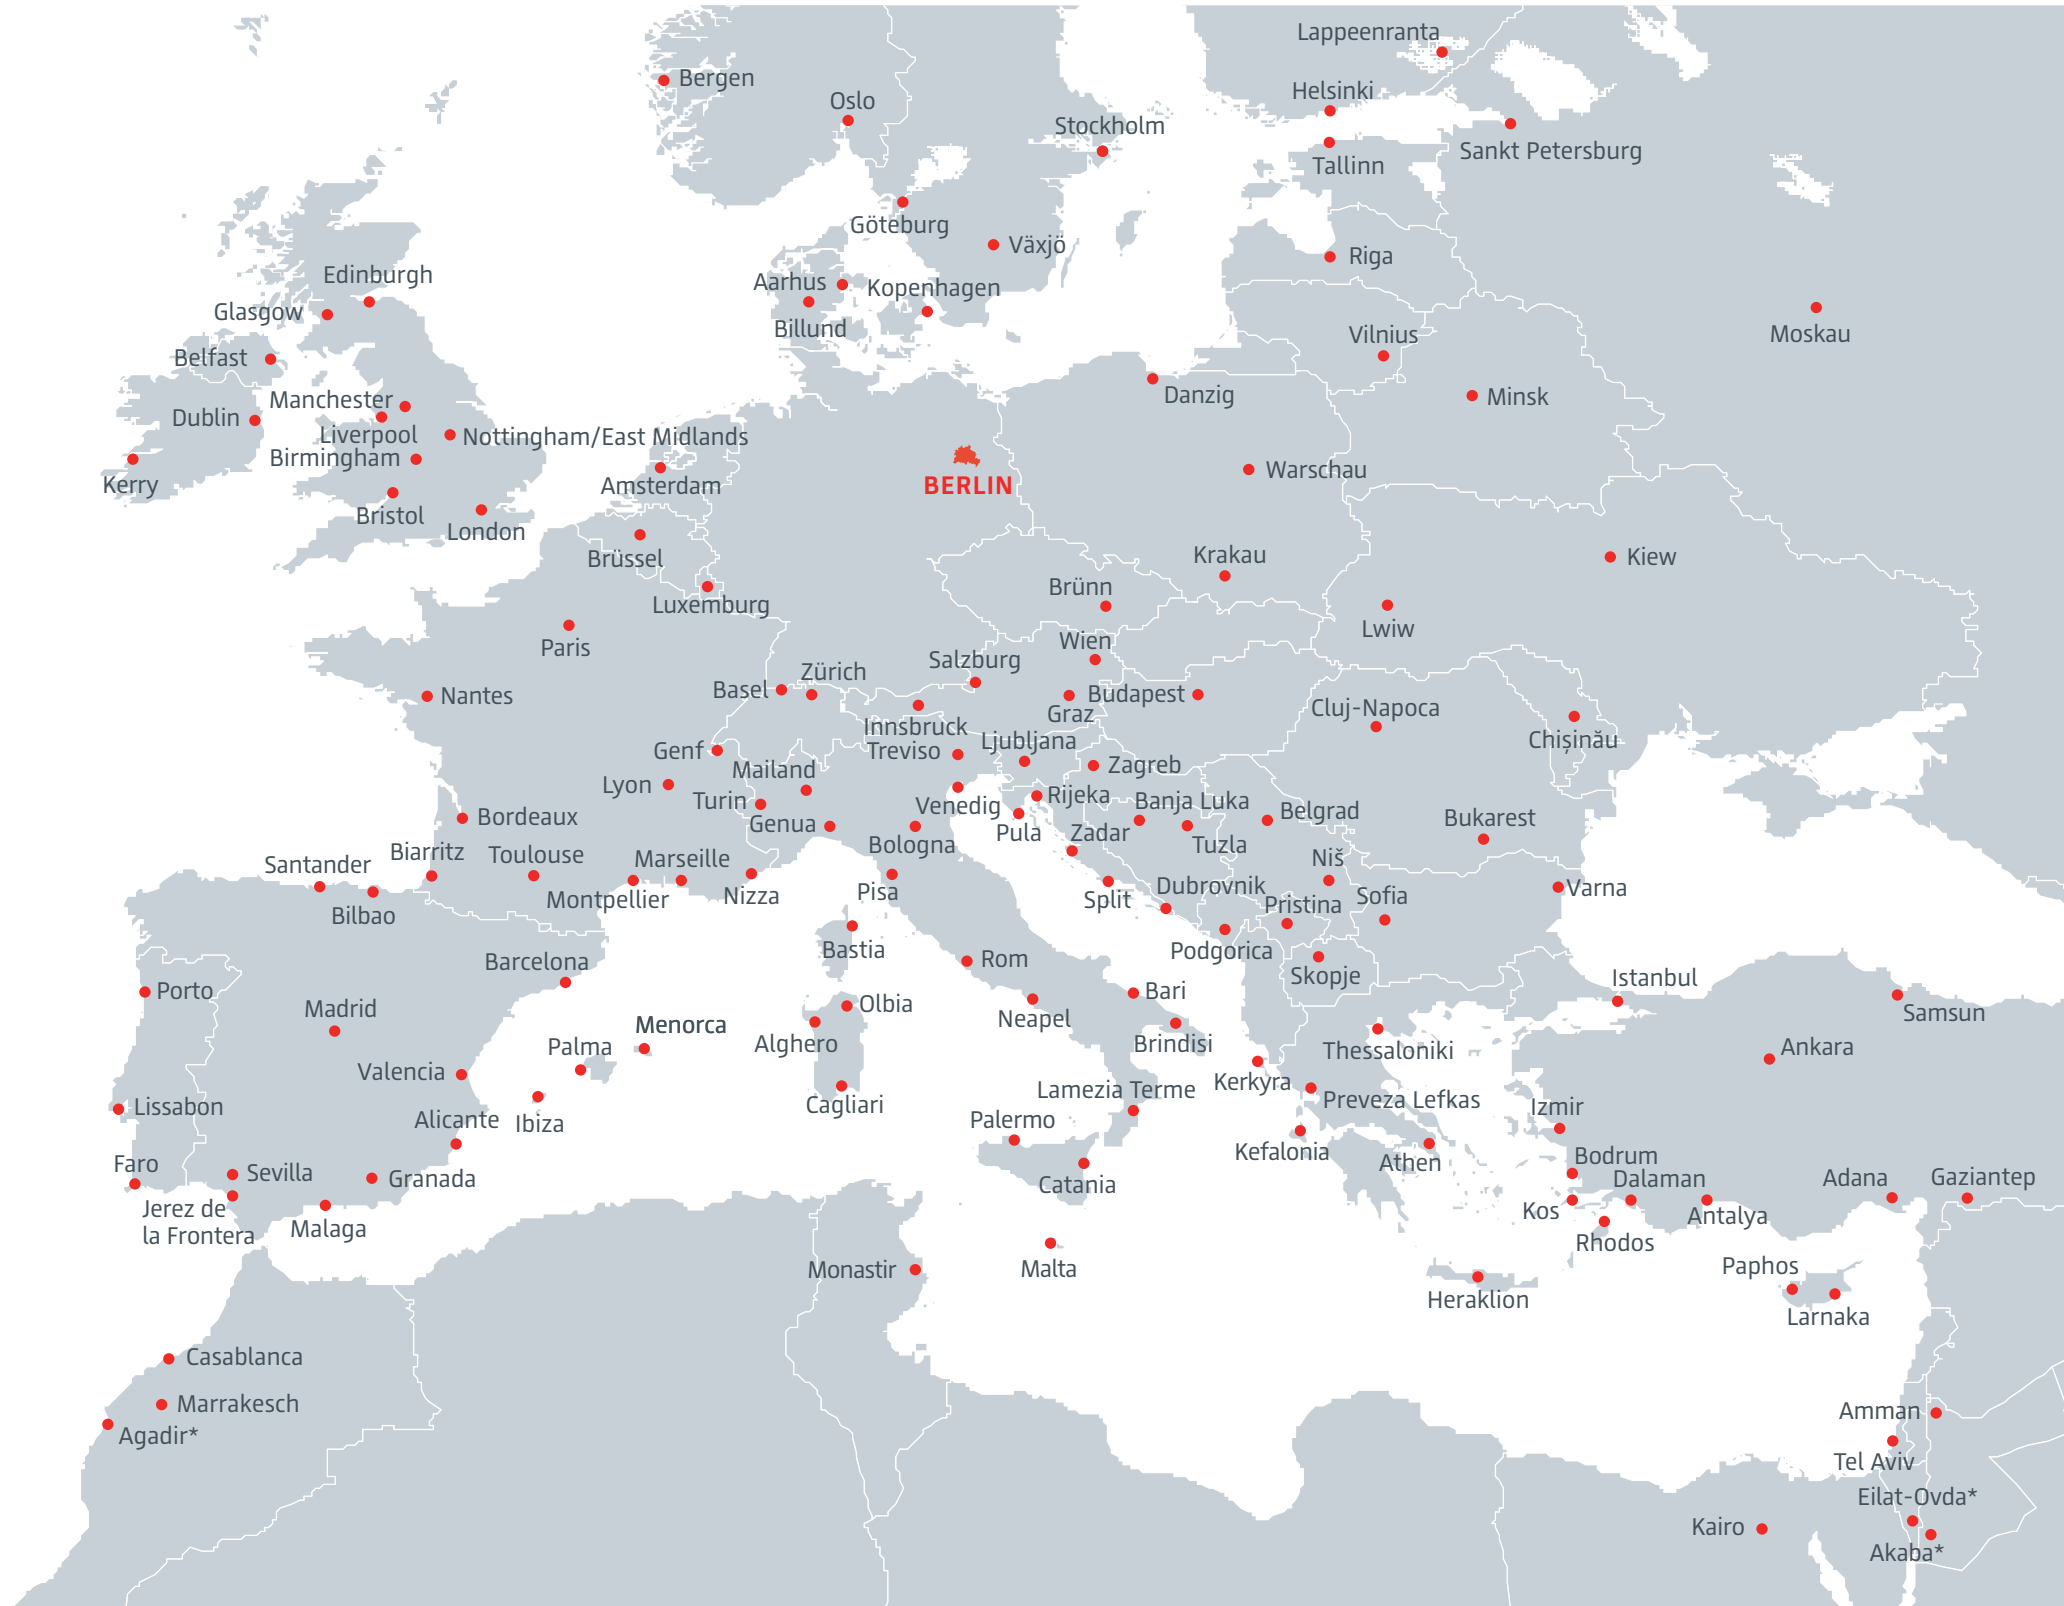 Lappeenranta
Bergen
Oslo
Helsinki
Stockholm
Sankt Petersburg
Tallinn
Göteburg
Växjö
Riga
Edinburgh
Aarhus
Kopenhagen
Glasgow
Billund
Vilnius
Moskau
Belfast
Danzig
Minsk
Manchester
Dublin
Liverpool
Nottingham/East Midlands
Birmingham
Warschau
Kerry
Amsterdam
BERLIN
Bristol
London
Brüssel
Krakau
Kiew
Brünn
Luxemburg
Lwiw
Paris
Wien
Salzburg
Zürich
Basel
Nantes
Budapest
Graz
Cluj-Napoca
Innsbruck
Chișinău
Genf
Treviso
Ljubljana
Mailand
Zagreb
Lyon
Turin
Venedig
Rijeka
Banja Luka
Belgrad
Bordeaux
Genua
Pula
Zadar
Bukarest
Bologna
Tuzla
Biarritz
Toulouse
Marseille
Niš
Santander
Pisa
Dubrovnik
Varna
Montpellier
Nizza
Split
Pristina
Sofia
Bilbao
Bastia
Podgorica
Rom
Barcelona
Skopje
Istanbul
Porto
Bari
Madrid
Olbia
Samsun
Neapel
Menorca
Alghero
Brindisi
Palma
Thessaloniki
Ankara
Valencia
Kerkyra
Lamezia Terme
Preveza Lefkas
Cagliari
Lissabon
Izmir
Alicante
Ibiza
Palermo
Kefalonia
Athen
Bodrum
Faro
Sevilla
Granada
Catania
Dalaman
Adana
Gaziantep
Jerez de
la Frontera
Kos
Antalya
Malaga
Rhodos
Monastir
Malta
Paphos
Heraklion
Larnaka
Casablanca
Marrakesch
Amman
Agadir*
Tel Aviv
Eilat-Ovda*
Kairo
Akaba*